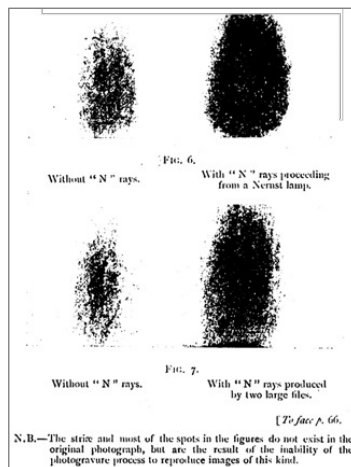 FIG. 6.
Without "N" rays.
With "N" rays proceeding
from a Nernst lamp.
FIG. 7.
Without "N" rays.
With "N" rays produced
by two large files.
[To face p. 66.
N.B.—The striæ and most of the spots in the figures do not exist in the
original photograph, but are the result of the inability of the
photogravure process to reproduce images of this kind.